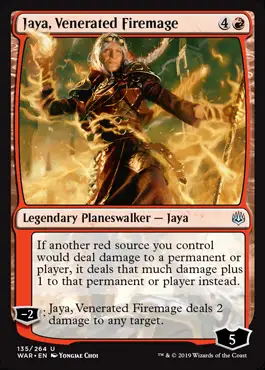 Jaya, Venerated Firemage 4
Legendary Planeswalker — Jaya
If another red source you control
would deal damage to a permanent or
player, it deals that much damage plus
1 to that permanent or player instead.
-2 : Jaya, Venerated Firemage deals 2
damage to any target.
5
135/264 U
WAR • EN YONGJAE CHOI
™ & © 2019 Wizards of the Coast